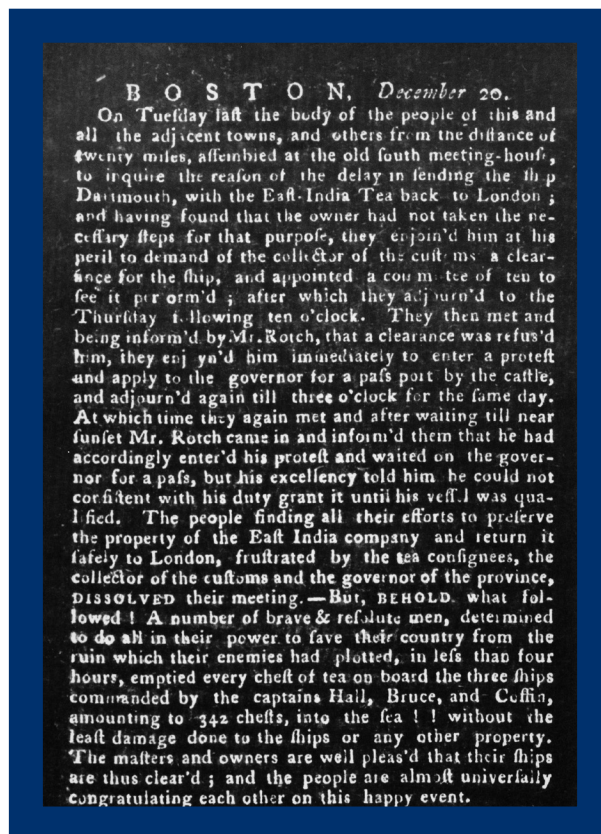 BOSTON, December 20.
On Tueſday laſt the body of the people of this and
all the adjacent towns, and others from the diſtance of
twenty miles, aſſembled at the old ſouth meeting-houſe,
to inquire the reaſon of the delay in ſending the ſhip
Dartmouth, with the Eaſt-India Tea back to London ;
and having found that the owner had not taken the ne-
ceſſary ſteps for that purpoſe, they enjoin'd him at his
peril to demand of the collector of the cuſtoms a clear-
ance for the ſhip, and appointed a committee of ten to
ſee it perform'd ; after which they adjourn'd to the
Thurſday following ten o'clock. They then met and
being inform'd by Mr. Rotch, that a clearance was refus'd
him, they enjoyn'd him immediately to enter a proteſt
and apply to the governor for a paſs port by the caſtle,
and adjourn'd again till three o'clock for the ſame day.
At which time they again met and after waiting till near
ſunſet Mr. Rotch came in and inform'd them that he had
accordingly enter'd his proteſt and waited on the gover-
nor for a paſs, but his excellency told him he could not
conſiſtent with his duty grant it until his veſſel was qua-
lified. The people finding all their efforts to preſerve
the property of the Eaſt India company and return it
ſafely to London, fruſtrated by the tea conſignees, the
collector of the cuſtoms and the governor of the province,
DISSOLVED their meeting.—But, BEHOLD what fol-
lowed ! A number of brave & reſolute men, determined
to do all in their power to ſave their country from the
ruin which their enemies had plotted, in leſs than four
hours, emptied every cheſt of tea on board the three ſhips
commanded by the captains Hall, Bruce, and Coffin,
amounting to 342 cheſts, into the ſea ! ! without the
leaſt damage done to the ſhips or any other property.
The maſters and owners are well pleas'd that their ſhips
are thus clear'd ; and the people are almoſt univerſally
congratulating each other on this happy event.